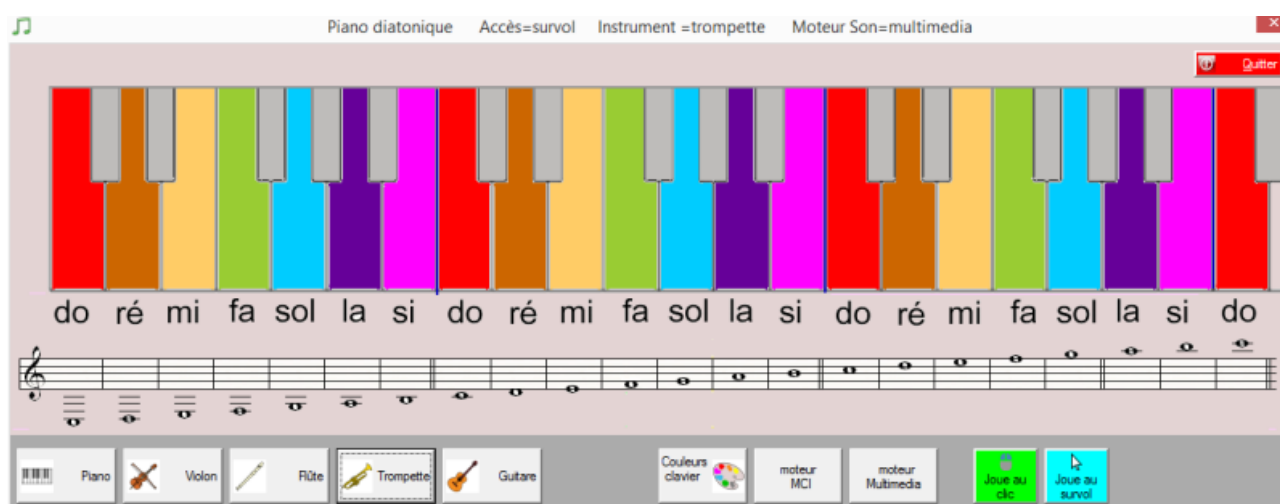 Piano diatonique Accès=survol Instrument =trompette Moteur Son=multimedia
Quitter
do ré mi fa sol la si do ré mi fa sol la si do ré mi fa sol la si do
Piano
Violon
Flûte
Trompette
Guitare
Couleurs
clavier
moteur
MCI
moteur
Multimedia
Joue au
clic
Joue au
survol